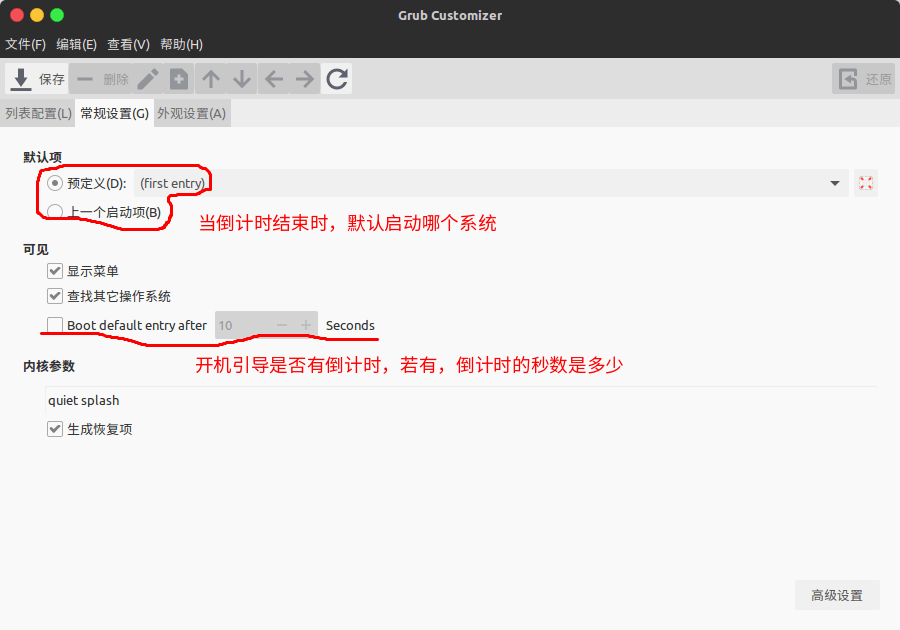 Grub Customizer
文件(F) 编辑(E) 查看(V) 帮助(H)
保存 删除 还原
列表配置(L) 常规设置(G) 外观设置(A)
默认项
预定义(D): (first entry)
上一个启动项(B)
当倒计时结束时，默认启动哪个系统
可见
显示菜单
查找其它操作系统
Boot default entry after 10 Seconds
开机引导是否有倒计时，若有，倒计时的秒数是多少
内核参数
quiet splash
生成恢复项
高级设置